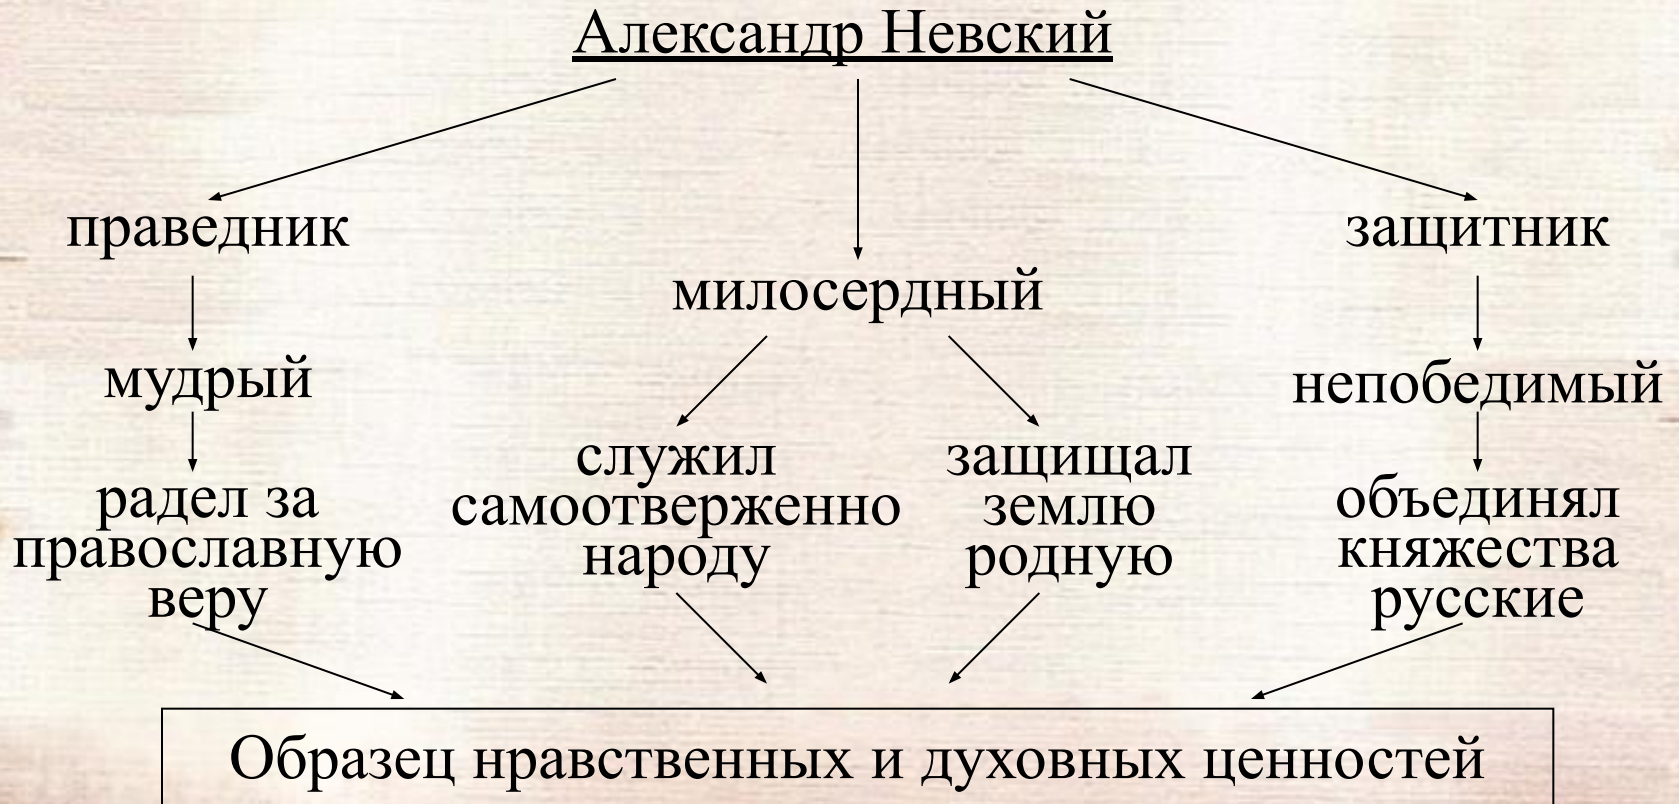 Александр Невский
праведник
милосердный
защитник
мудрый
непобедимый
радел за
православную
веру
служил
самоотверженно
народу
защищал
землю
родную
объединял
княжества
русские
Образец нравственных и духовных ценностей